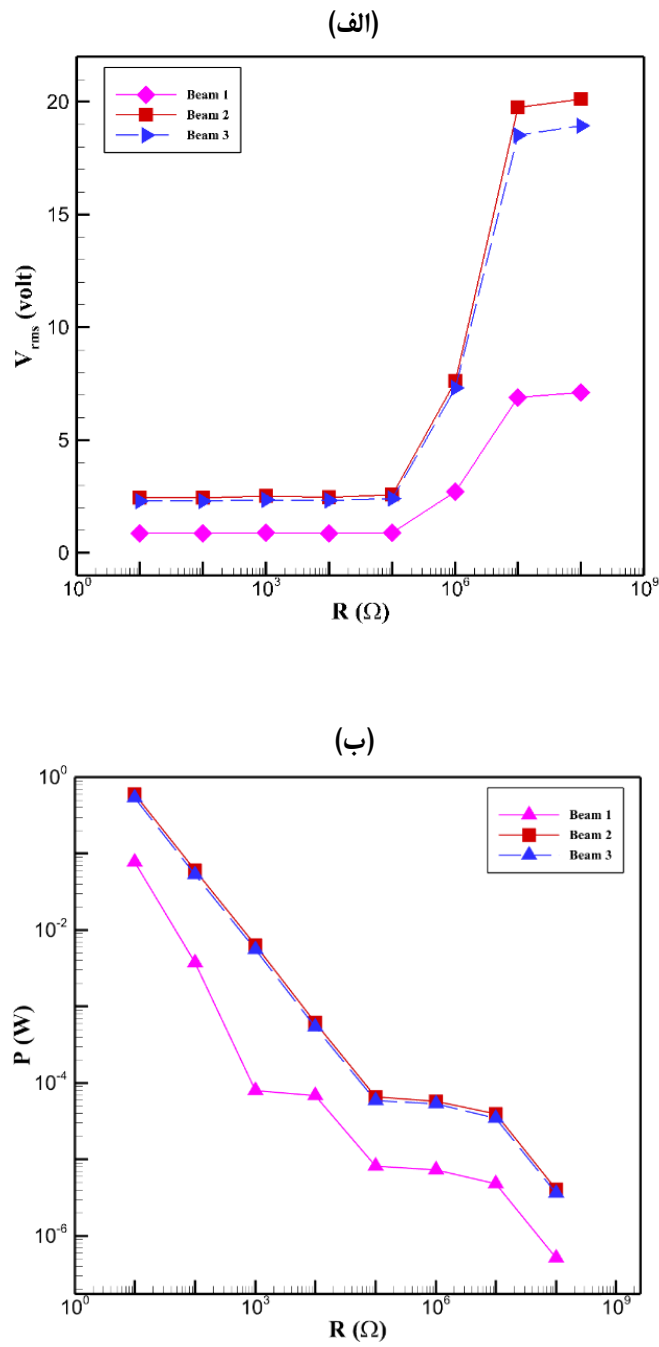 (الف)
Beam 1
Beam 2
Beam 3
20
15
10
5
0
V_rms (volt)
10^0
10^3
10^6
10^9
R (Ω)
(ب)
Beam 1
Beam 2
Beam 3
10^0
10^-2
10^-4
10^-6
P (W)
10^0
10^3
10^6
10^9
R (Ω)